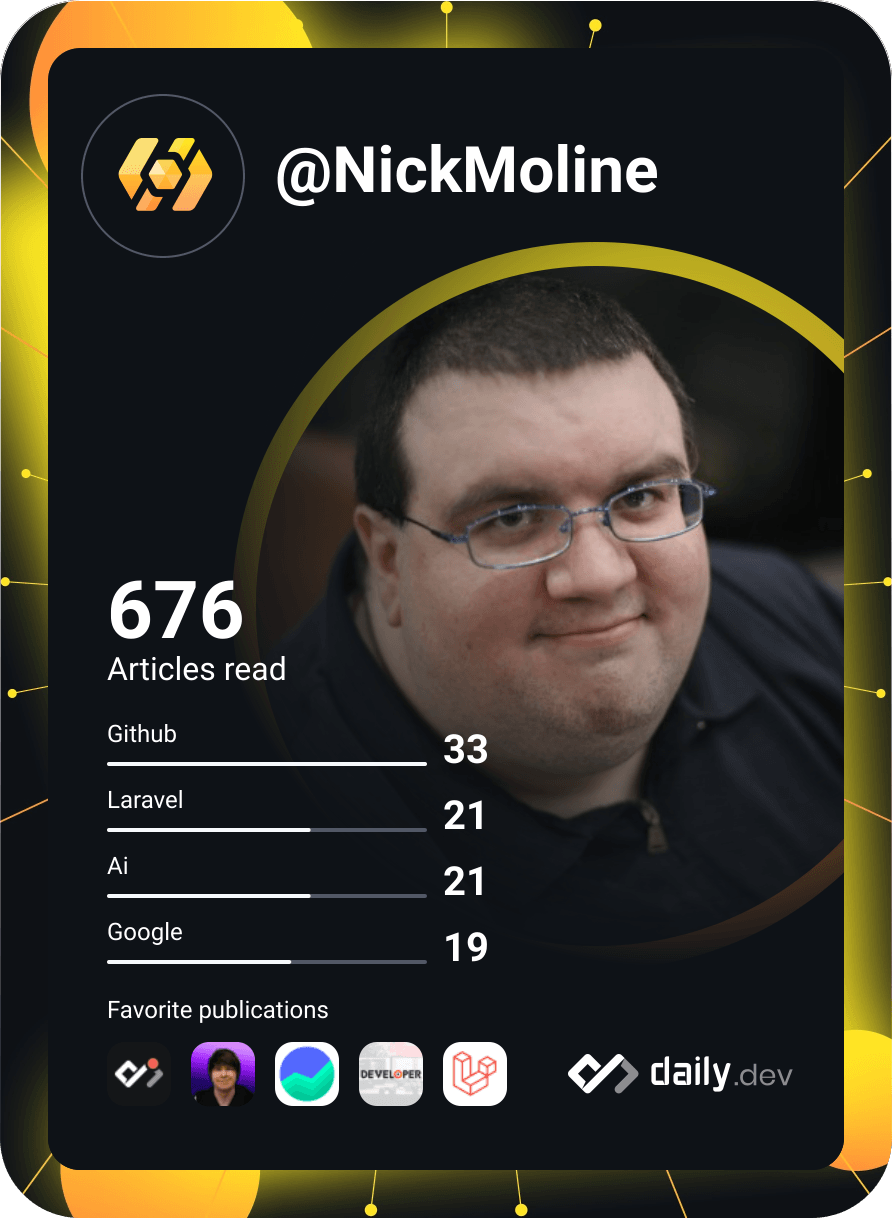 @NickMoline
676
Articles read
Github
33
Laravel
21
Ai
21
Google
19
Favorite publications
DEVELOPER
daily.dev